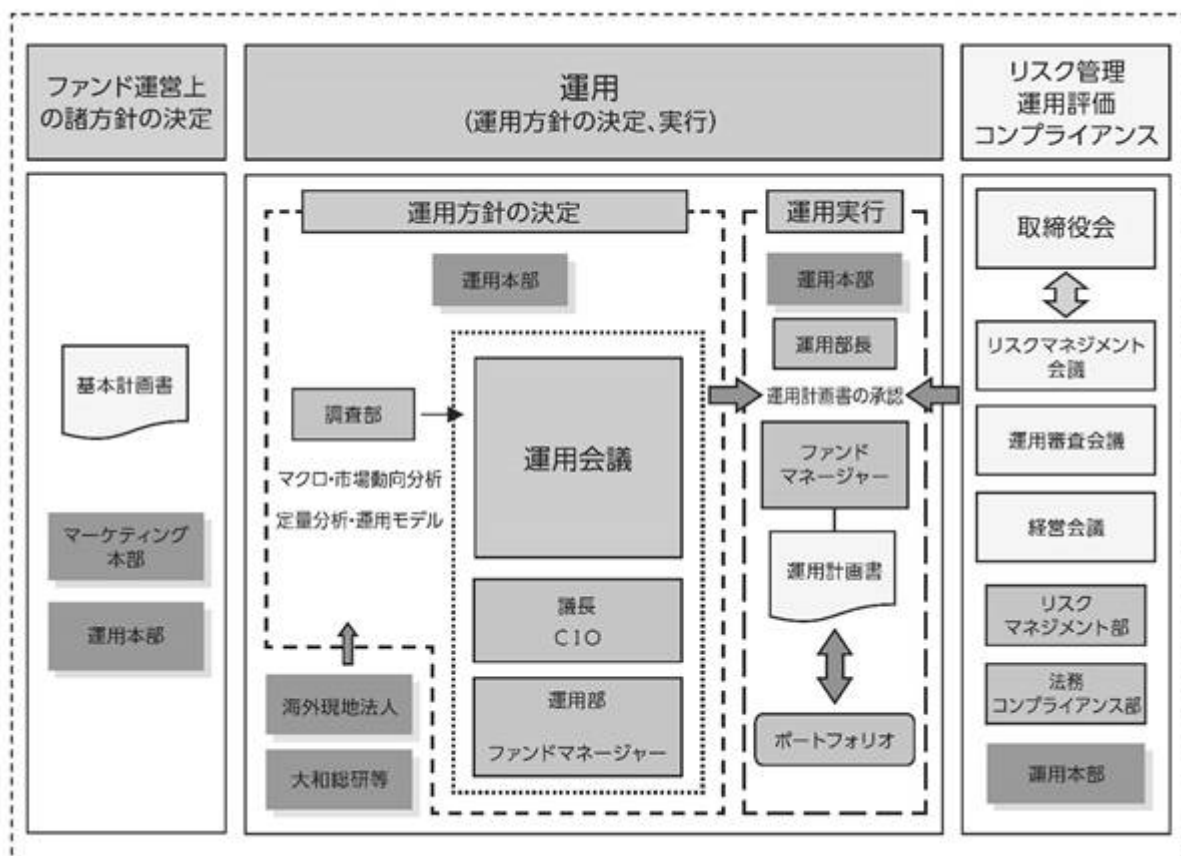 ファンド運営上
の諸方針の決定
運用
(運用方針の決定、実行)
リスク管理
運用評価
コンプライアンス
基本計画書
マーケティング
本部
運用本部
運用方針の決定
運用本部
調査部
マクロ・市場動向分析
定量分析・運用モデル
海外現地法人
大和総研等
運用会議
議長
CIO
運用部
ファンドマネージャー
運用実行
運用本部
運用部長
運用計画書の承認
ファンド
マネージャー
運用計画書
ポートフォリオ
取締役会
リスクマネジメント
会議
運用審査会議
経営会議
リスク
マネジメント部
法務
コンプライアンス部
運用本部